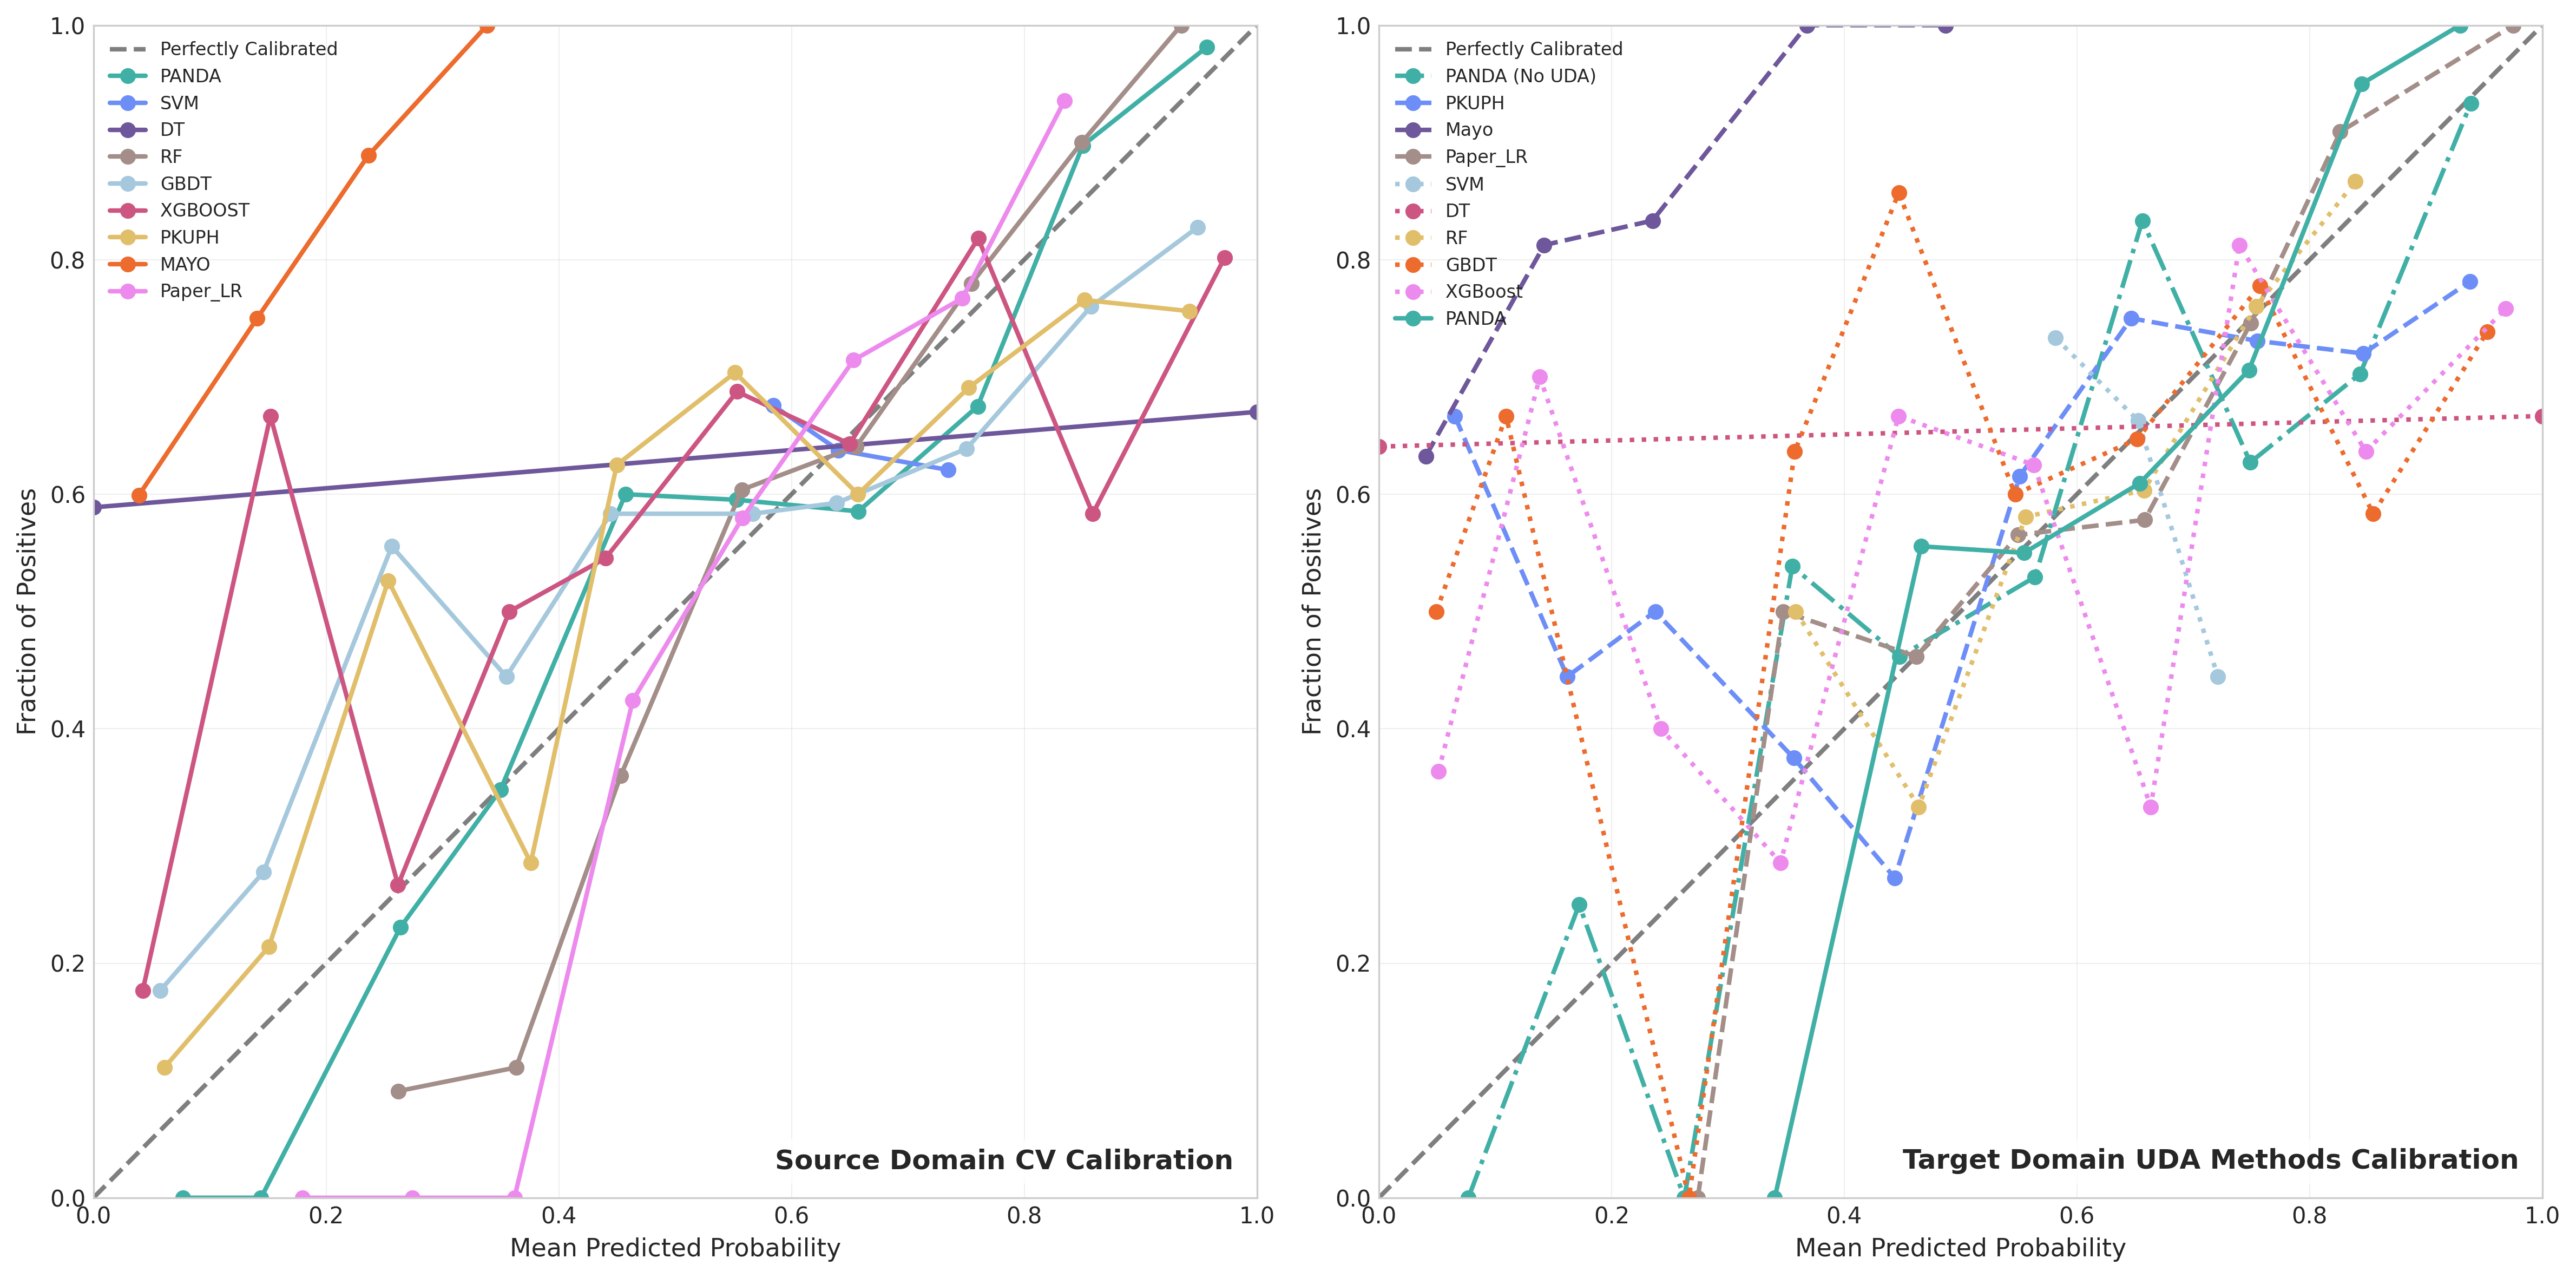 1.0
0.8
0.6
0.4
0.2
0.0
Fraction of Positives
Perfectly Calibrated
PANDA
SVM
DT
RF
GBDT
XGBOOST
PKUPH
MAYO
Paper_LR
Source Domain CV Calibration
0.0 0.2 0.4 0.6 0.8 1.0
Mean Predicted Probability
1.0
0.8
0.6
0.4
0.2
0.0
Fraction of Positives
Perfectly Calibrated
PANDA (No UDA)
PKUPH
Mayo
Paper_LR
SVM
DT
RF
GBDT
XGBoost
PANDA
Target Domain UDA Methods Calibration
0.0 0.2 0.4 0.6 0.8 1.0
Mean Predicted Probability